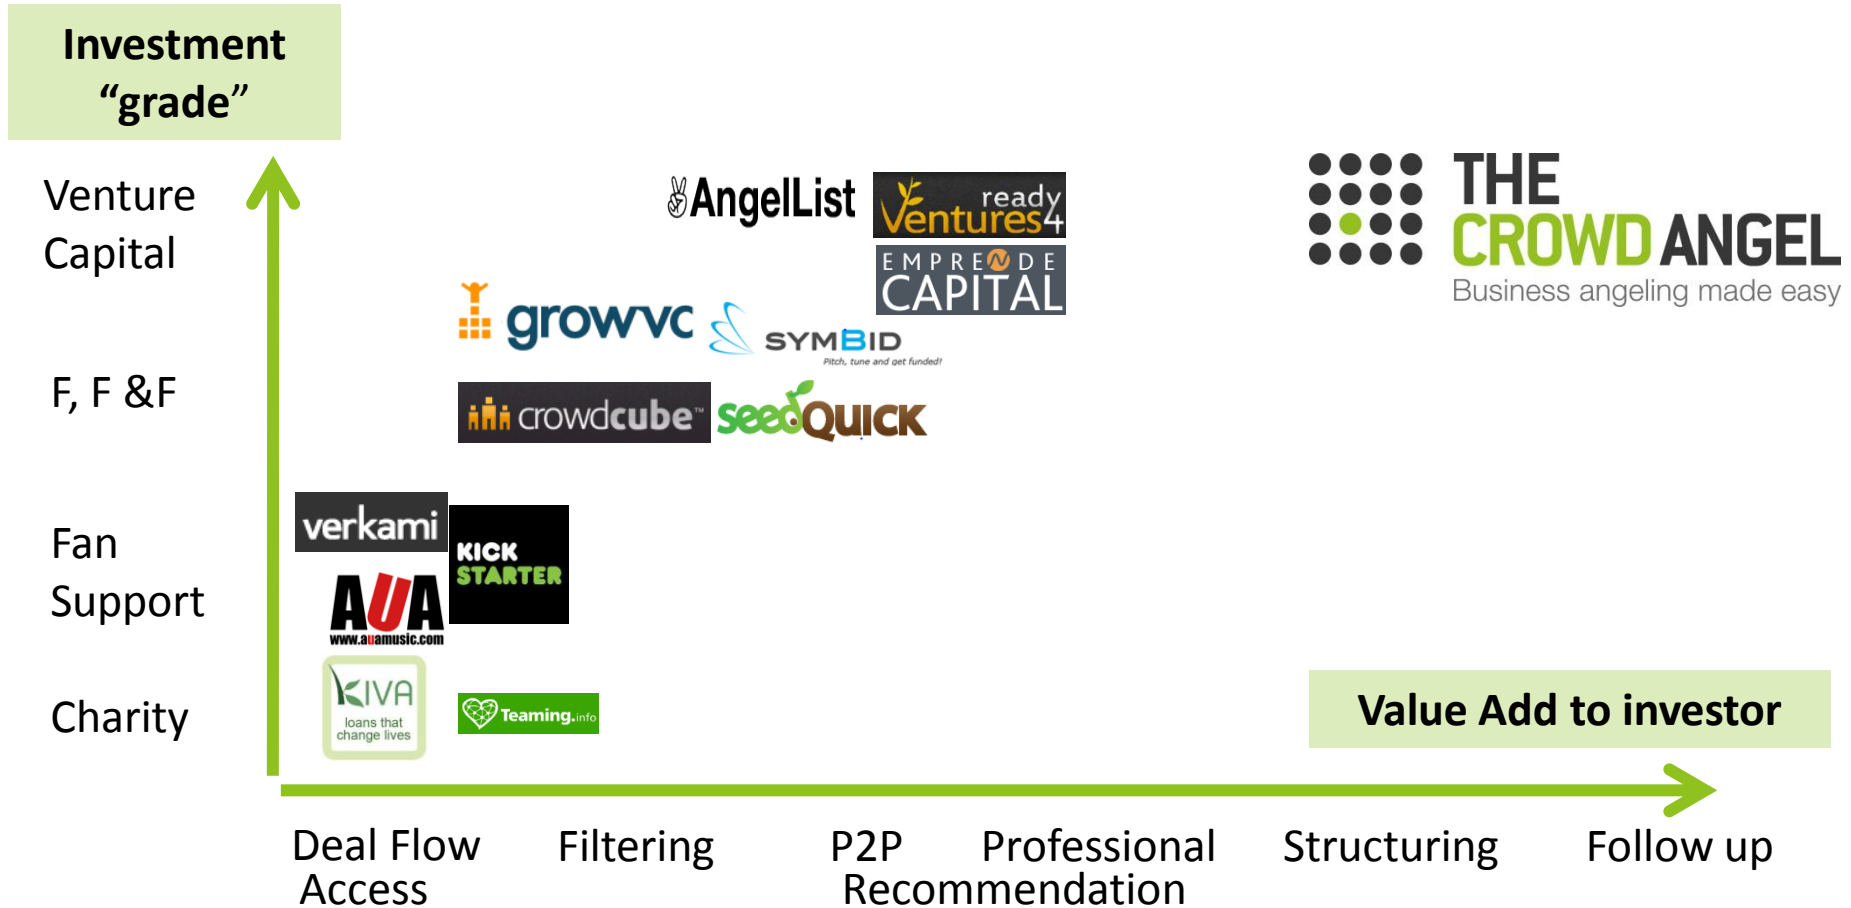 Investment
“grade”
Venture
Capital
F, F &F
Fan
Support
Charity
AngelList
ready
Ventures4
EMPRENDE
CAPITAL
growvc
SYMBID
Pitch, tune and get funded!
crowdcube™
seedQUICK
verkami
KICK
STARTER
AUA
www.auamusic.com
KIVA
loans that
change lives
Teaming.info
THE
CROWD ANGEL
Business angeling made easy
Value Add to investor
Deal Flow
Access
Filtering
P2P Professional
Recommendation
Structuring
Follow up